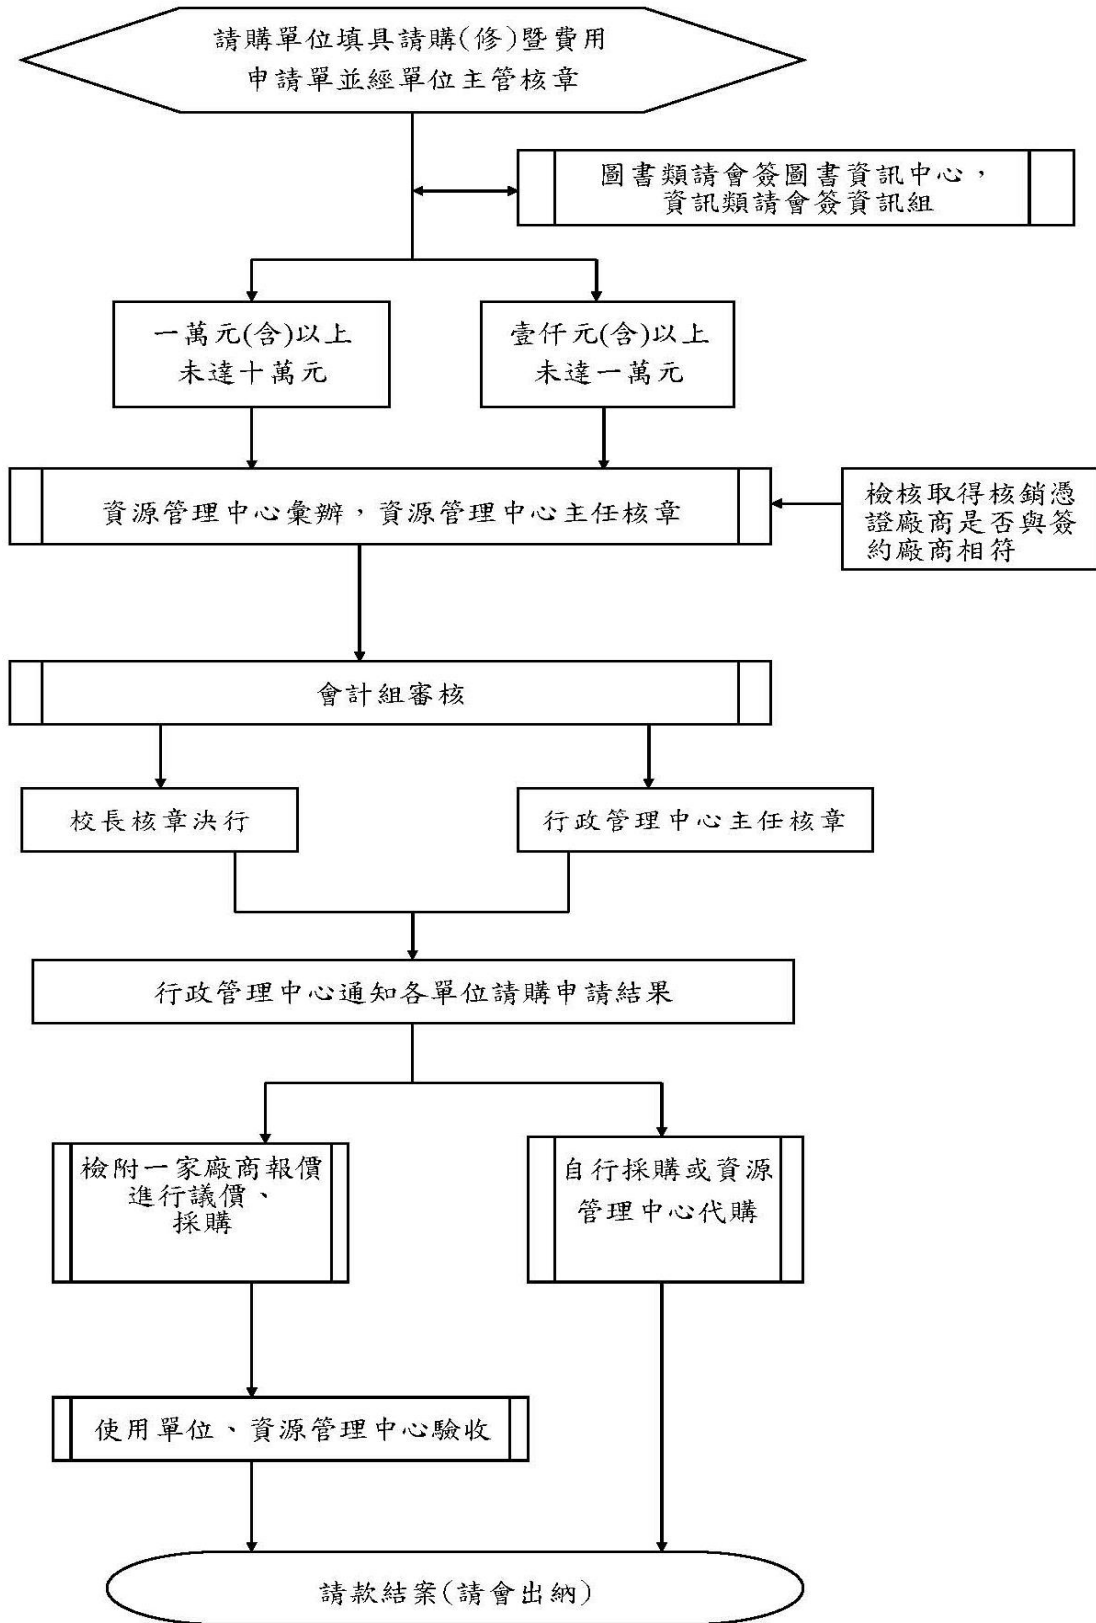 請購單位填具請購(修)暨費用
申請單並經單位主管核章
圖書類請會簽圖書資訊中心，
資訊類請會簽資訊組
一萬元(含)以上
未達十萬元
壹仟元(含)以上
未達一萬元
資源管理中心彙辦，資源管理中心主任核章
檢核取得核銷憑
證廠商是否與簽
約廠商相符
會計組審核
校長核章決行
行政管理中心主任核章
行政管理中心通知各單位請購申請結果
檢附一家廠商報價
進行議價、
採購
自行採購或資源
管理中心代購
使用單位、資源管理中心驗收
請款結案(請會出納)